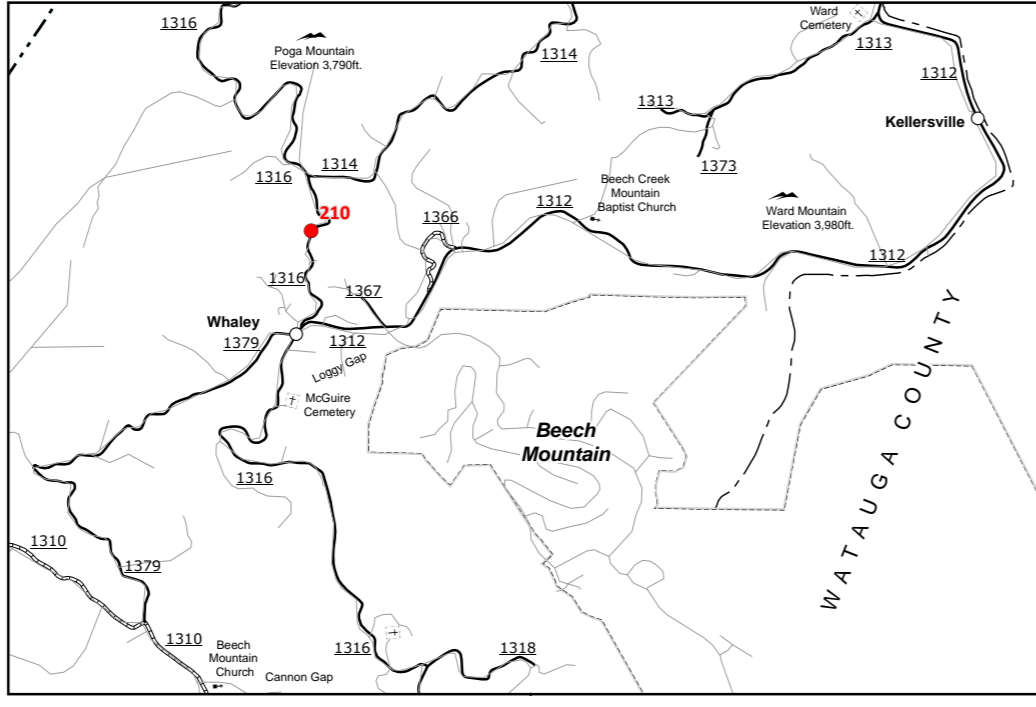 1316
Poga Mountain
Elevation 3,790ft.
1314
Ward
Cemetery
1313
1312
1313
Kellersville
1373
1314
1316
210
1366
1312
Beech Creek
Mountain
Baptist Church
Ward Mountain
Elevation 3,980ft.
1312
1316
1367
Whaley
1379
1312
Loggy Gap
McGuire
Cemetery
Beech
Mountain
WATAUGA COUNTY
1316
1310
1379
1310
Beech
Mountain
Church
Cannon Gap
1316
1318